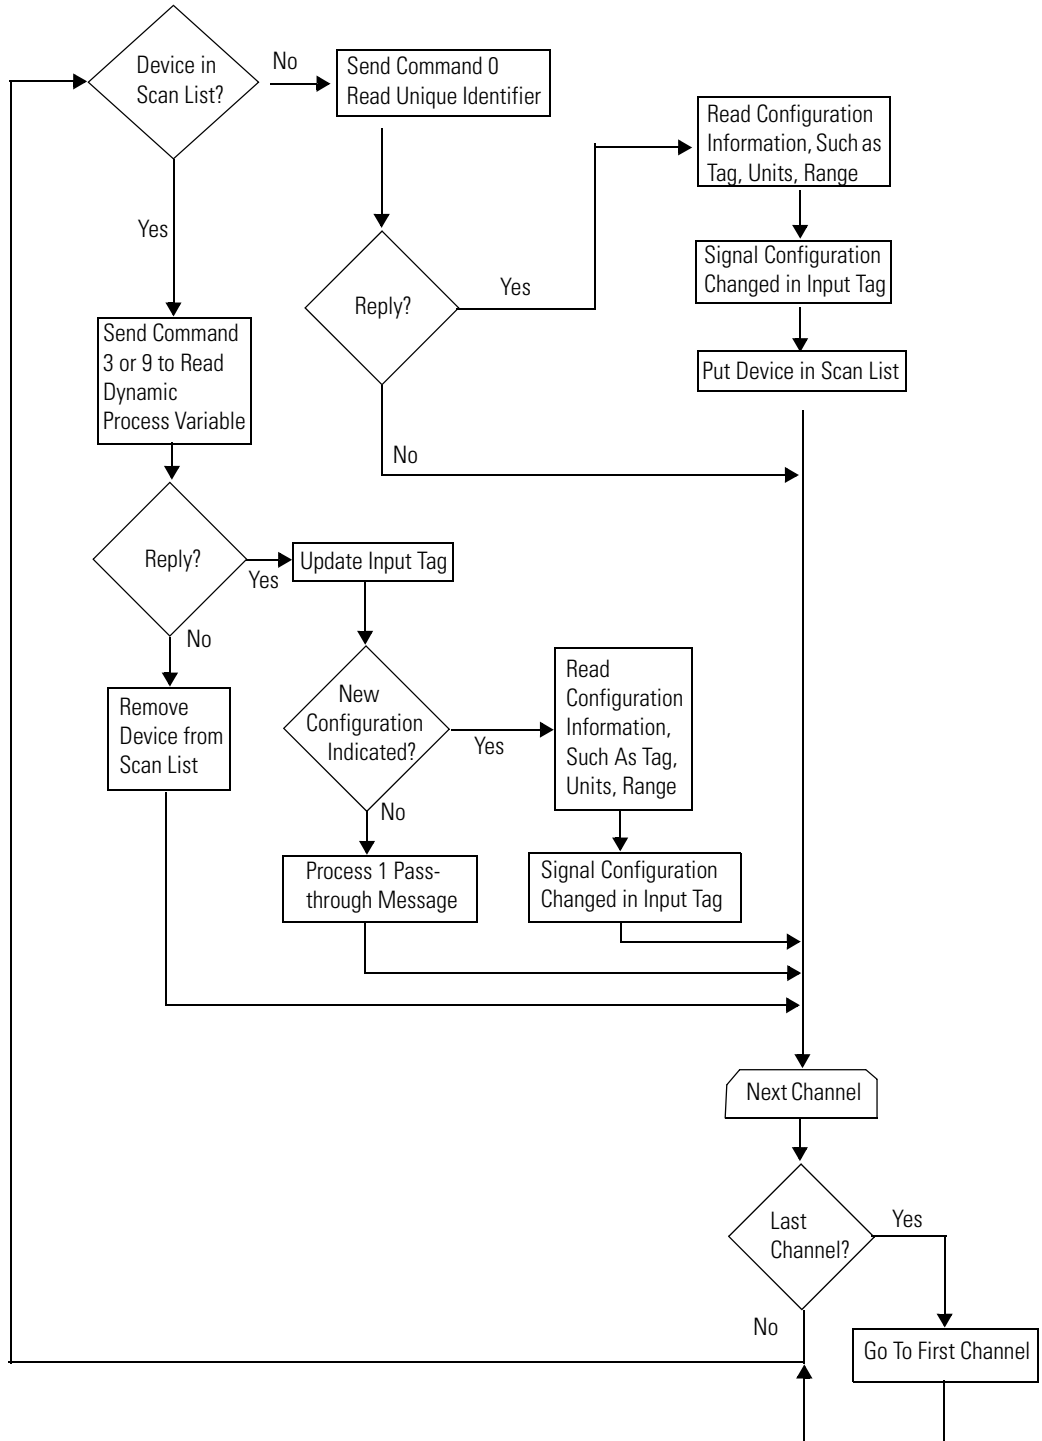 Device in
Scan List?
No
Send Command 0
Read Unique Identifier
Read Configuration
Information, Such as
Tag, Units, Range
Yes
Signal Configuration
Changed in Input Tag
Reply?
Yes
Send Command
3 or 9 to Read
Dynamic
Process Variable
Put Device in Scan List
No
Reply?
Yes
Update Input Tag
No
Remove
Device from
Scan List
New
Configuration
Indicated?
Yes
Read
Configuration
Information,
Such As Tag,
Units, Range
No
Process 1 Pass-
through Message
Signal Configuration
Changed in Input Tag
Next Channel
Last
Channel?
Yes
No
Go To First Channel